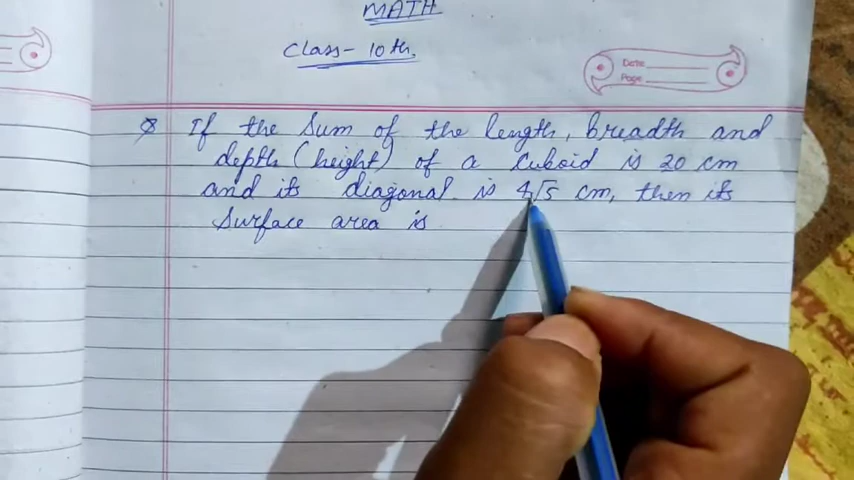 MATH
Class- 10th.
Date
Page
Q If the Sum of the length, breadth and
depth (height) of a Cuboid is 20 cm
and its diagonal is 4√5 cm, then its
Surface area is